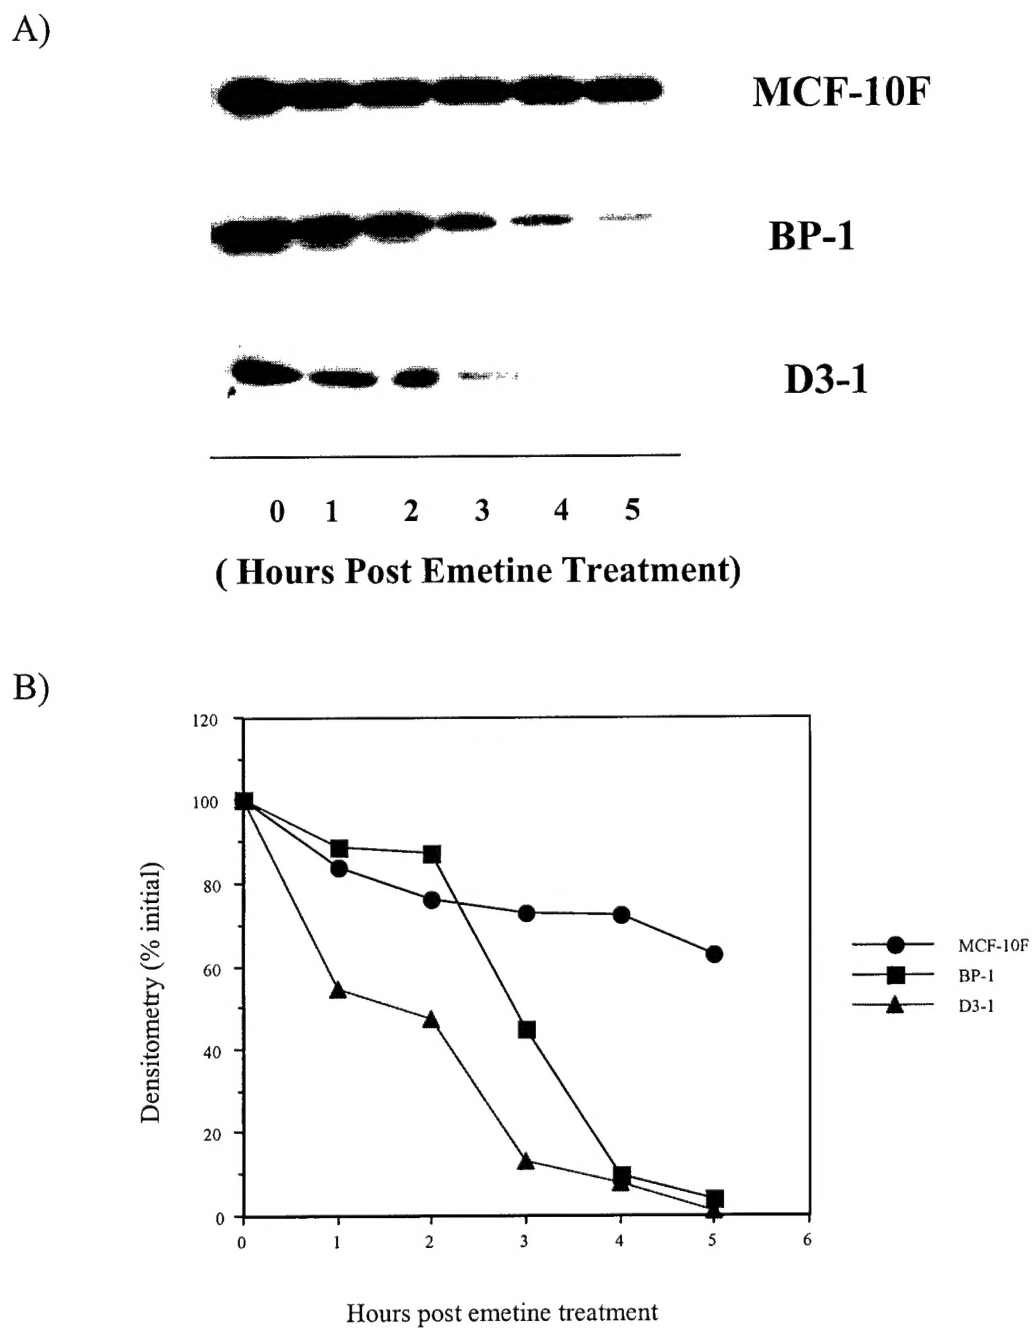 A)
MCF-10F
BP-1
D3-1
0 1 2 3 4 5
( Hours Post Emetine Treatment)
B)
120
100
80
60
40
20
0
0 1 2 3 4 5 6
Densitometry (% initial)
Hours post emetine treatment
MCF-10F
BP-1
D3-1